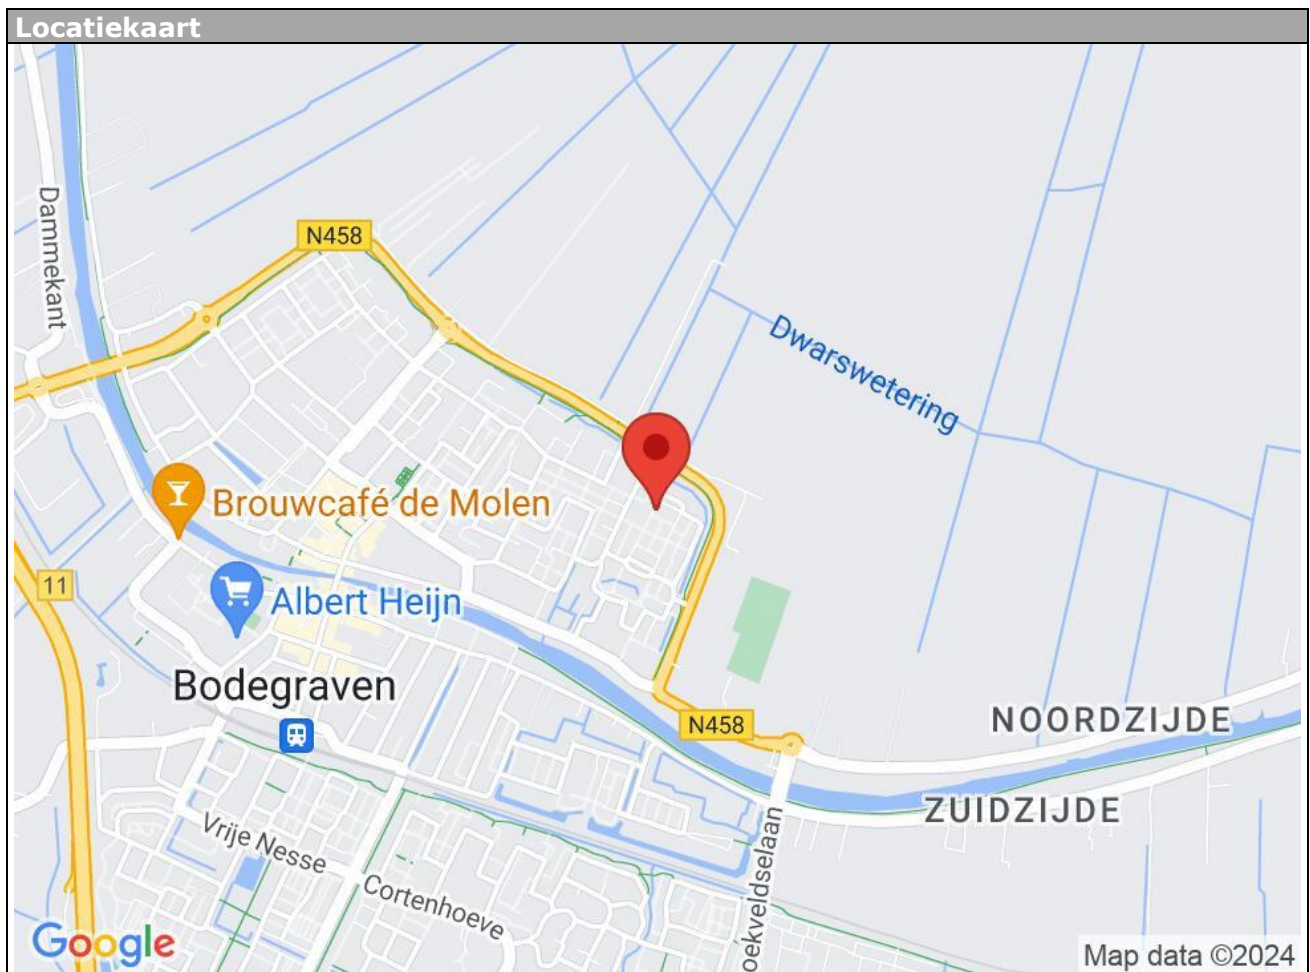 Locatiekaart
Dammekant
N458
Dwarswetering
Brouwcafé de Molen
11
Albert Heijn
Bodegraven
N458
NOORDZIJDE
ZUIDZIJDE
Vrije Nesse
Cortenhoeve
oekveldselaan
Google
Map data ©2024